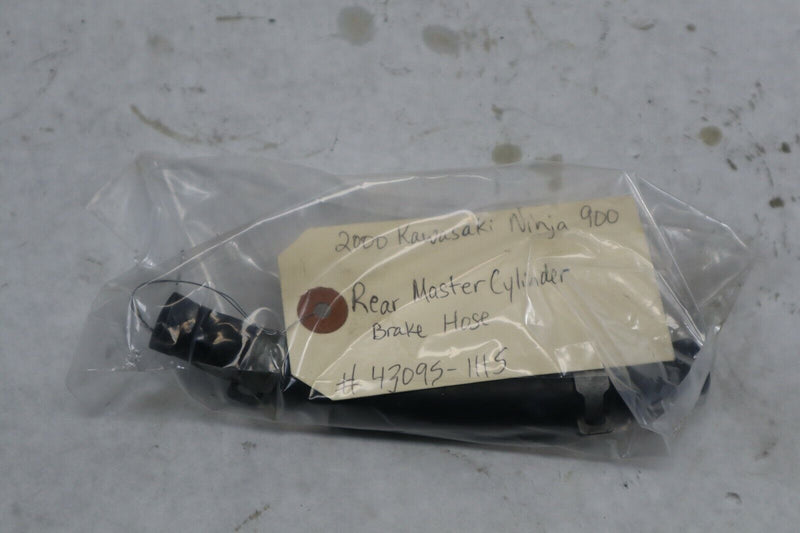 2000 Kawasaki Ninja 900
Rear Master Cylinder
Brake Hose
# 43095-1115